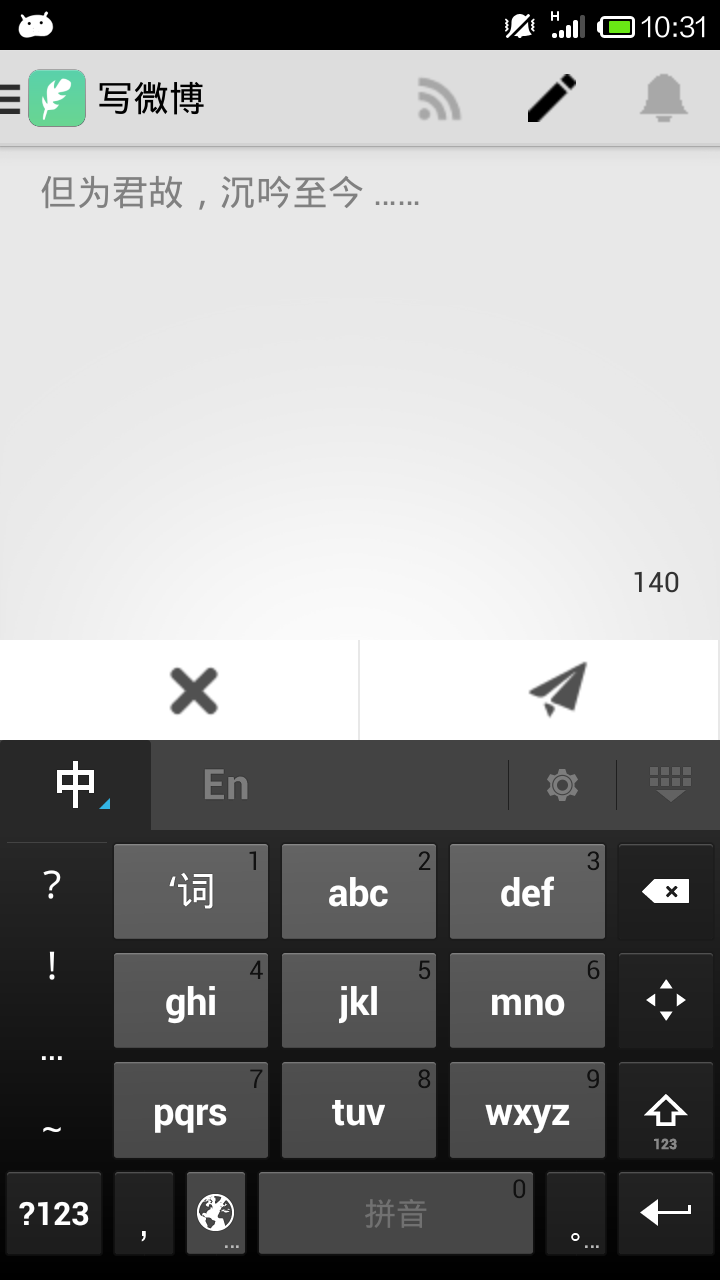 H 10:31
写微博
但为君故，沉吟至今 ……
140
中 En
? ‘词 1 abc 2 def 3
! ghi 4 jkl 5 mno 6
... pqrs 7 tuv 8 wxyz 9 123
~
?123 , ... 拼音 0 。...